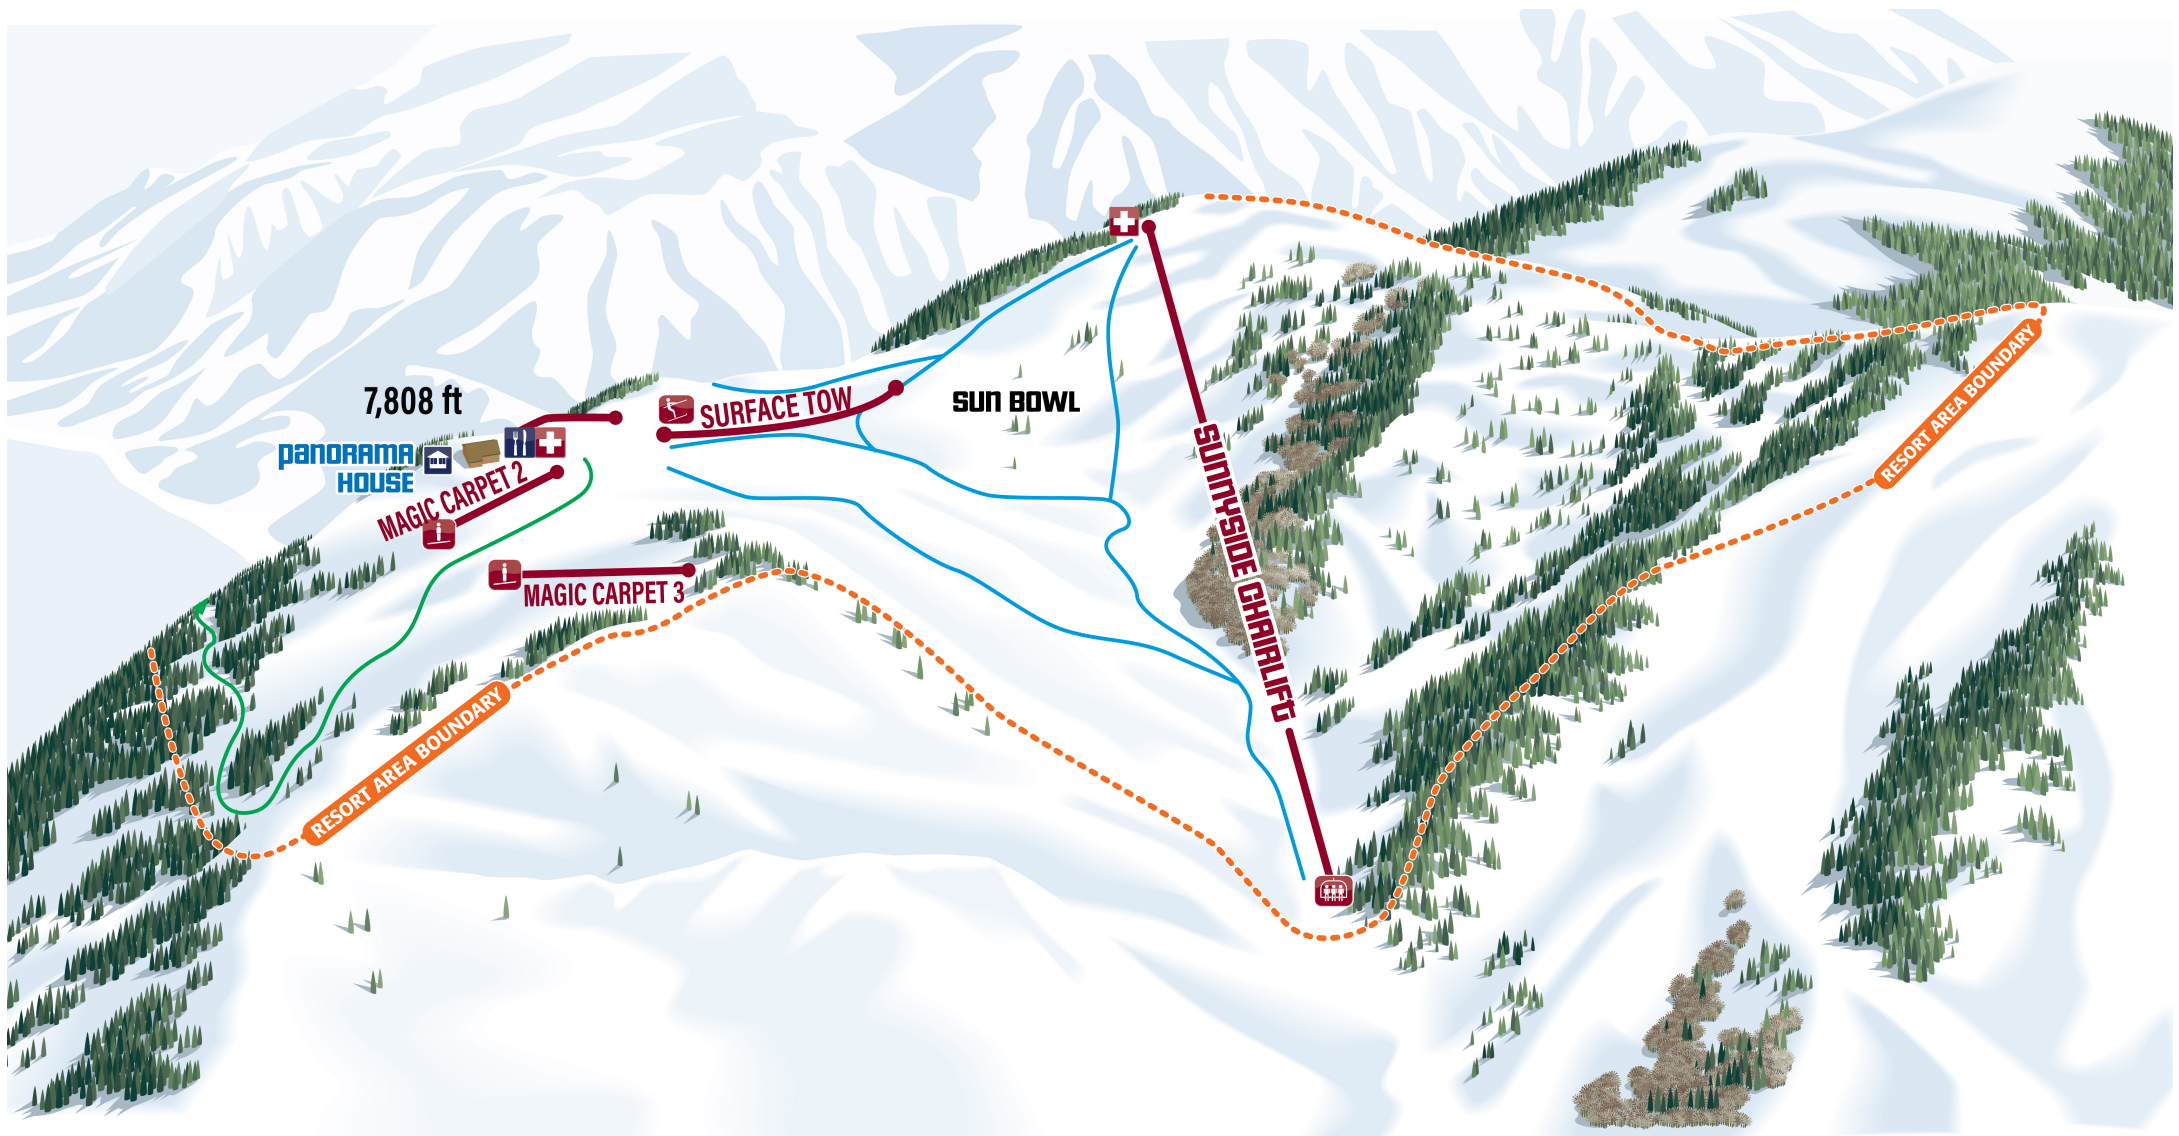 7,808 ft
PANORAMA
HOUSE
MAGIC CARPET 2
SURFACE TOW
SUN BOWL
MAGIC CARPET 3
SUNNYSIDE CHAIRLIFT
RESORT AREA BOUNDARY
RESORT AREA BOUNDARY